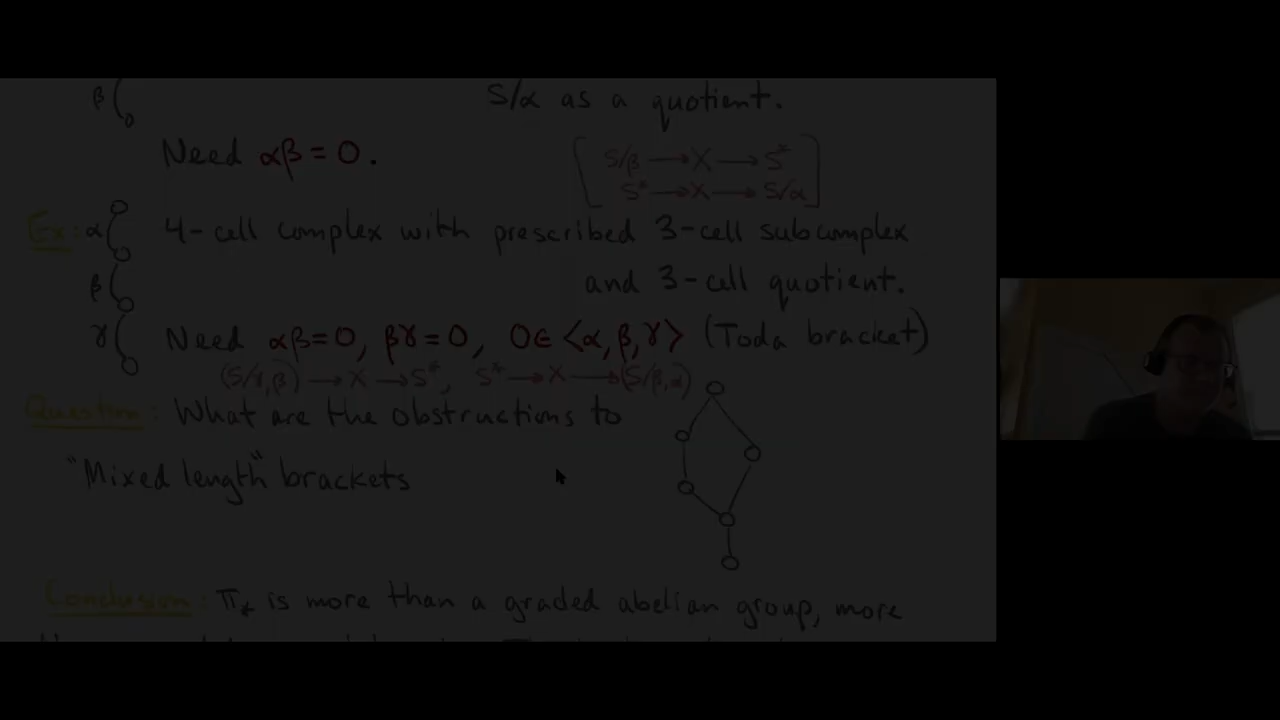 β
S/α as a quotient.
Need αβ = 0.
S/β → X → S*
S* → X → S/α
Ex: α 4-cell complex with prescribed 3-cell subcomplex
β and 3-cell quotient.
γ Need αβ=0, βγ=0, 0∈ <α,β,γ> (Toda bracket)
(S/γ,β) → X → S*, S* → X → (S/β,α)
Question: What are the obstructions to
"Mixed length" brackets
Conclusion: π* is more than a graded abelian group, more